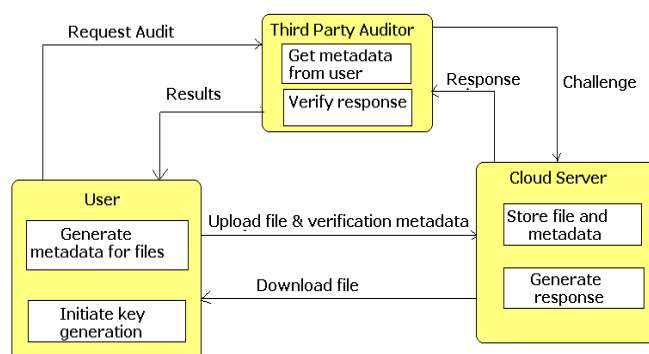 Request Audit
Third Party Auditor
Get metadata
from user
Verify response
Response
Challenge
Results
User
Generate
metadata for files
Initiate key
generation
Upload file & verification metadata
Download file
Cloud Server
Store file and
metadata
Generate
response